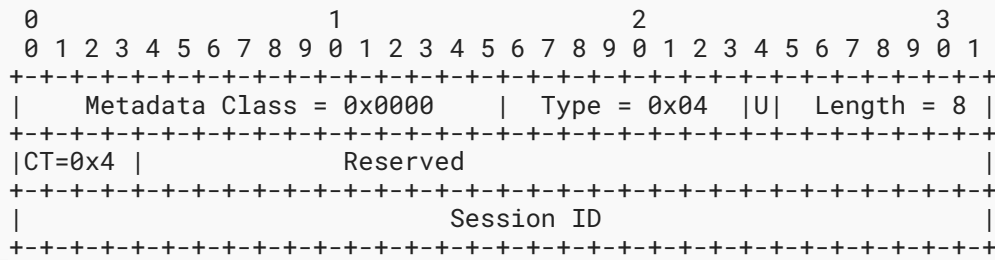 0                   1                   2                   3
 0 1 2 3 4 5 6 7 8 9 0 1 2 3 4 5 6 7 8 9 0 1 2 3 4 5 6 7 8 9 0 1
+-+-+-+-+-+-+-+-+-+-+-+-+-+-+-+-+-+-+-+-+-+-+-+-+-+-+-+-+-+-+-+-+
|    Metadata Class = 0x0000    |  Type = 0x04  |U|  Length = 8 |
+-+-+-+-+-+-+-+-+-+-+-+-+-+-+-+-+-+-+-+-+-+-+-+-+-+-+-+-+-+-+-+-+
|CT=0x4 |             Reserved                                  |
+-+-+-+-+-+-+-+-+-+-+-+-+-+-+-+-+-+-+-+-+-+-+-+-+-+-+-+-+-+-+-+-+
|                            Session ID                         |
+-+-+-+-+-+-+-+-+-+-+-+-+-+-+-+-+-+-+-+-+-+-+-+-+-+-+-+-+-+-+-+-+